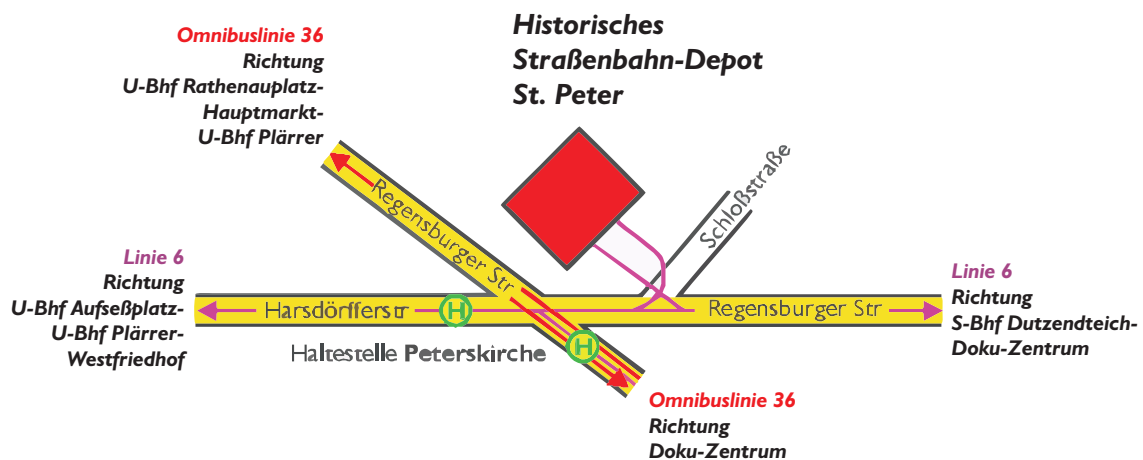 Historisches
Straßenbahn-Depot
St. Peter
Omnibuslinie 36
Richtung
U-Bhf Rathenauplatz-
Hauptmarkt-
U-Bhf Plärrer
Regensburger Str
Schloßstraße
Linie 6
Richtung
U-Bhf Aufseßplatz-
U-Bhf Plärrer-
Westfriedhof
Harsdörfferstr
H
Regensburger Str
Linie 6
Richtung
S-Bhf Dutzendteich-
Doku-Zentrum
Haltestelle Peterskirche
H
Omnibuslinie 36
Richtung
Doku-Zentrum